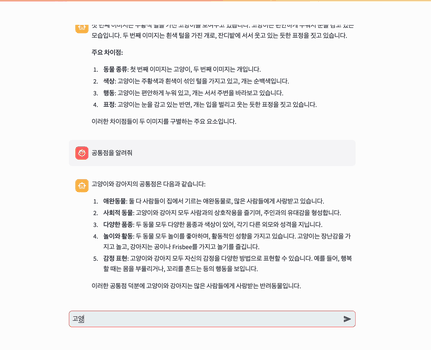 첫 번째 이미지는 주황색 털을 가진 고양이를 보여주고 있습니다. 고양이는 편안하게 누워서 눈을 감고 있는
모습입니다. 두 번째 이미지는 흰색 털을 가진 개로, 잔디밭에 서서 웃고 있는 듯한 표정을 짓고 있습니다.
주요 차이점:
1. 동물 종류: 첫 번째 이미지는 고양이, 두 번째 이미지는 개입니다.
2. 색상: 고양이는 주황색과 흰색이 섞인 털을 가지고 있고, 개는 순백색입니다.
3. 행동: 고양이는 편안하게 누워 있고, 개는 서서 주변을 바라보고 있습니다.
4. 표정: 고양이는 눈을 감고 있는 반면, 개는 입을 벌리고 웃는 듯한 표정을 짓고 있습니다.
이러한 차이점들이 두 이미지를 구별하는 주요 요소입니다.
공통점을 알려줘
고양이와 강아지의 공통점은 다음과 같습니다:
1. 애완동물: 둘 다 사람들이 집에서 기르는 애완동물로, 많은 사람들에게 사랑받고 있습니다.
2. 사회적 동물: 고양이와 강아지 모두 사람과의 상호작용을 즐기며, 주인과의 유대감을 형성합니다.
3. 다양한 품종: 두 동물 모두 다양한 품종과 색상이 있어, 각기 다른 외모와 성격을 지닙니다.
4. 놀이와 활동: 두 동물 모두 놀이를 좋아하며, 활동적인 성향을 가지고 있습니다. 고양이는 장난감을 가
지고 놀고, 강아지는 공이나 Frisbee를 가지고 놀기를 즐깁니다.
5. 감정 표현: 고양이와 강아지 모두 자신의 감정을 다양한 방법으로 표현할 수 있습니다. 예를 들어, 행복
할 때는 몸을 부풀리거나, 꼬리를 흔드는 등의 행동을 보입니다.
이러한 공통점 덕분에 고양이와 강아지는 많은 사람들에게 사랑받는 반려동물입니다.